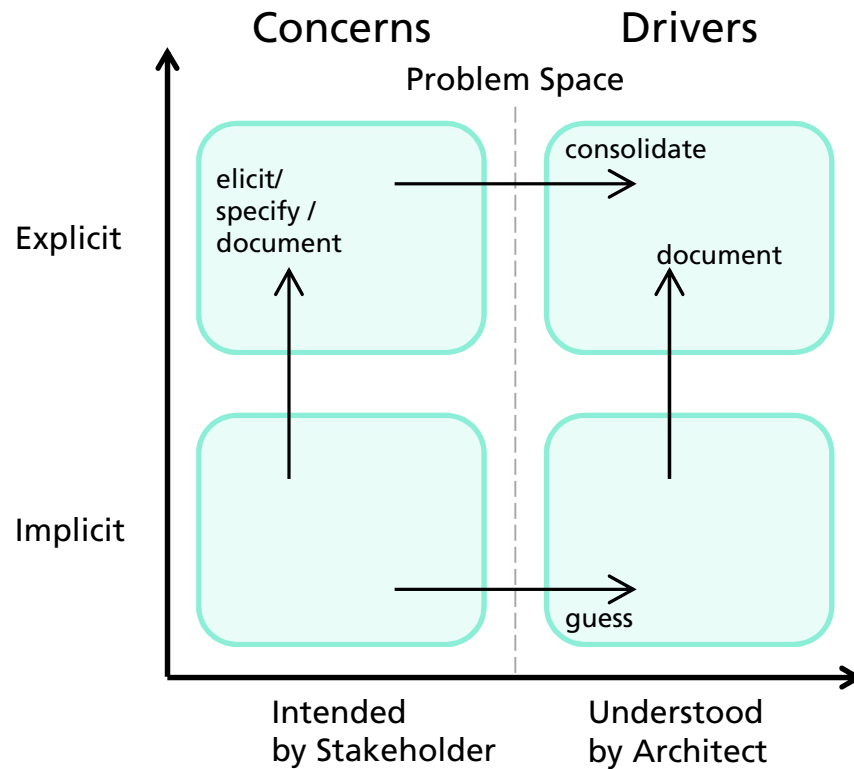 Concerns
Drivers
Problem Space
consolidate
elicit/
specify /
document
Explicit
document
Implicit
guess
Intended
by Stakeholder
Understood
by Architect